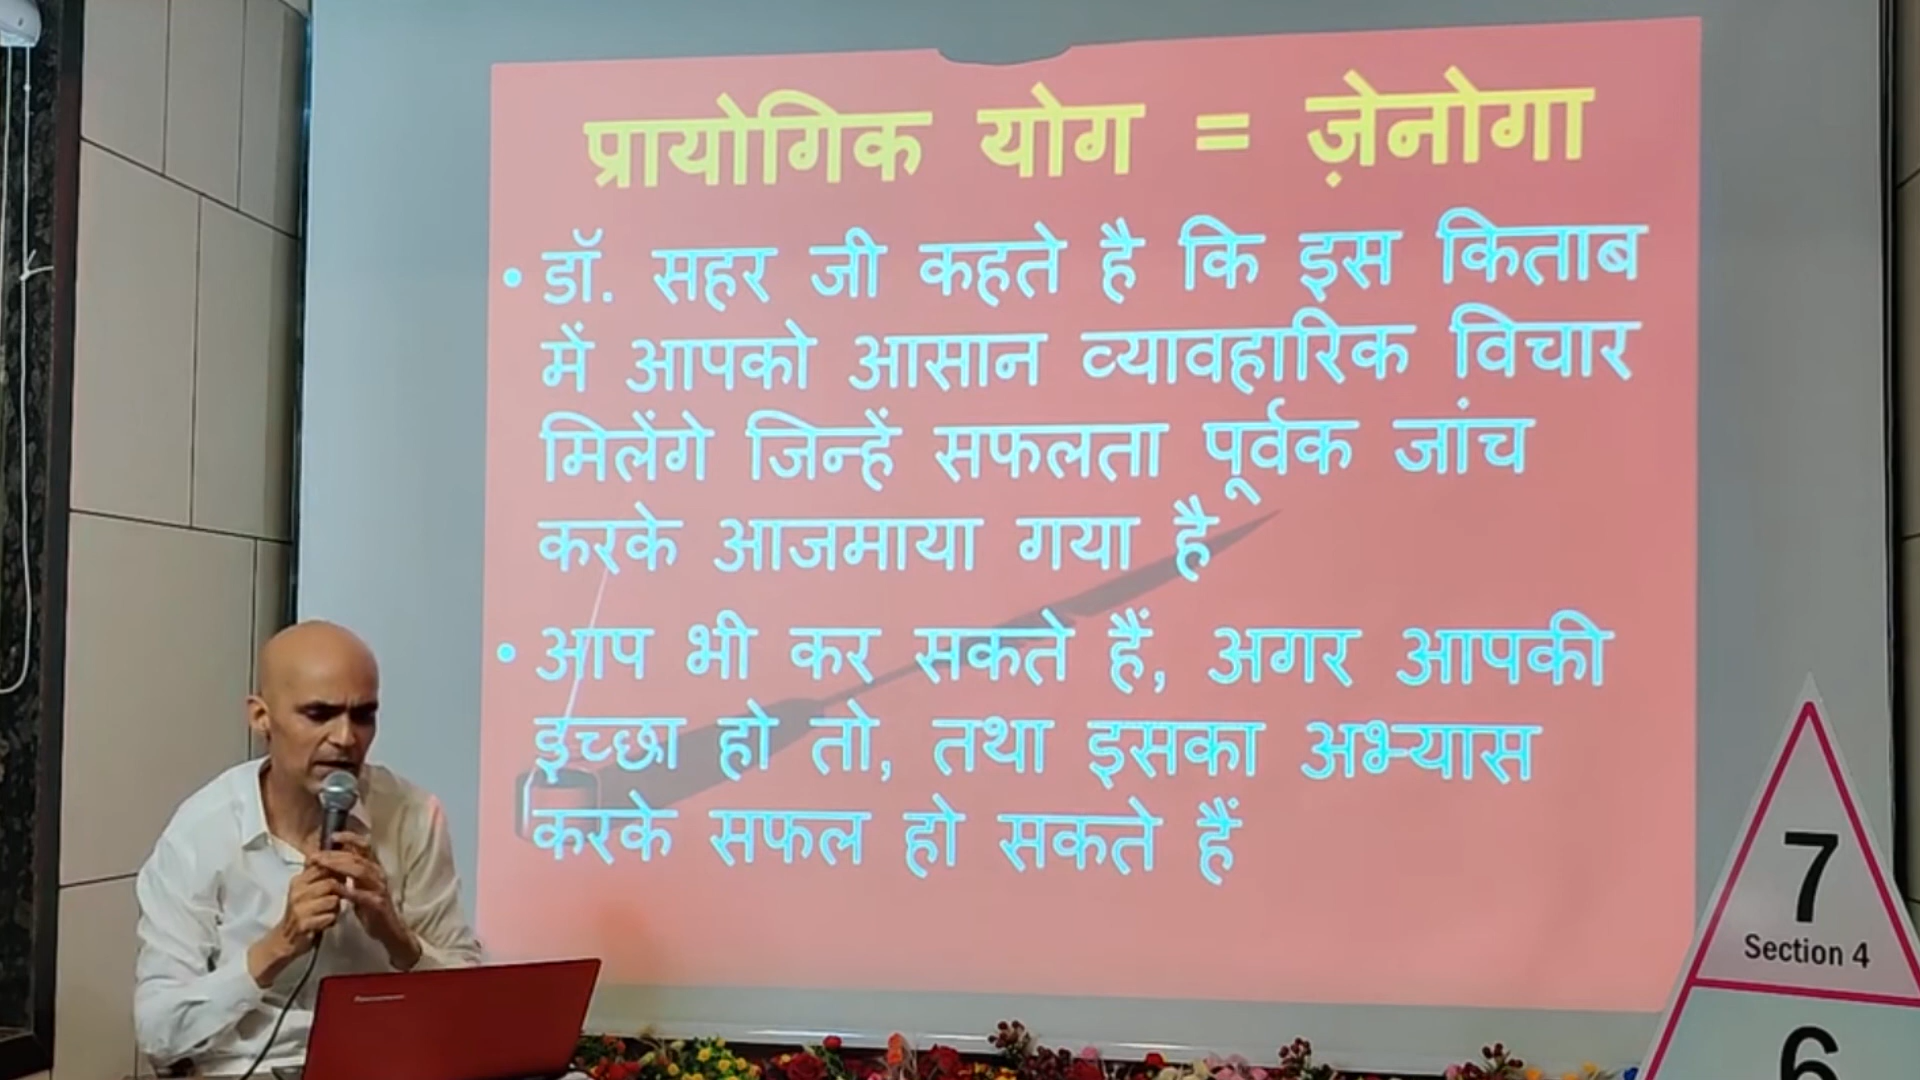 प्रायोगिक योग = ज़ेनोगा
• डॉ. सहर जी कहते है कि इस किताब
में आपको आसान व्यावहारिक विचार
मिलेंगे जिन्हें सफलता पूर्वक जांच
करके आजमाया गया है
• आप भी कर सकते हैं, अगर आपकी
इच्छा हो तो, तथा इसका अभ्यास
करके सफल हो सकते हैं
7
Section 4
6